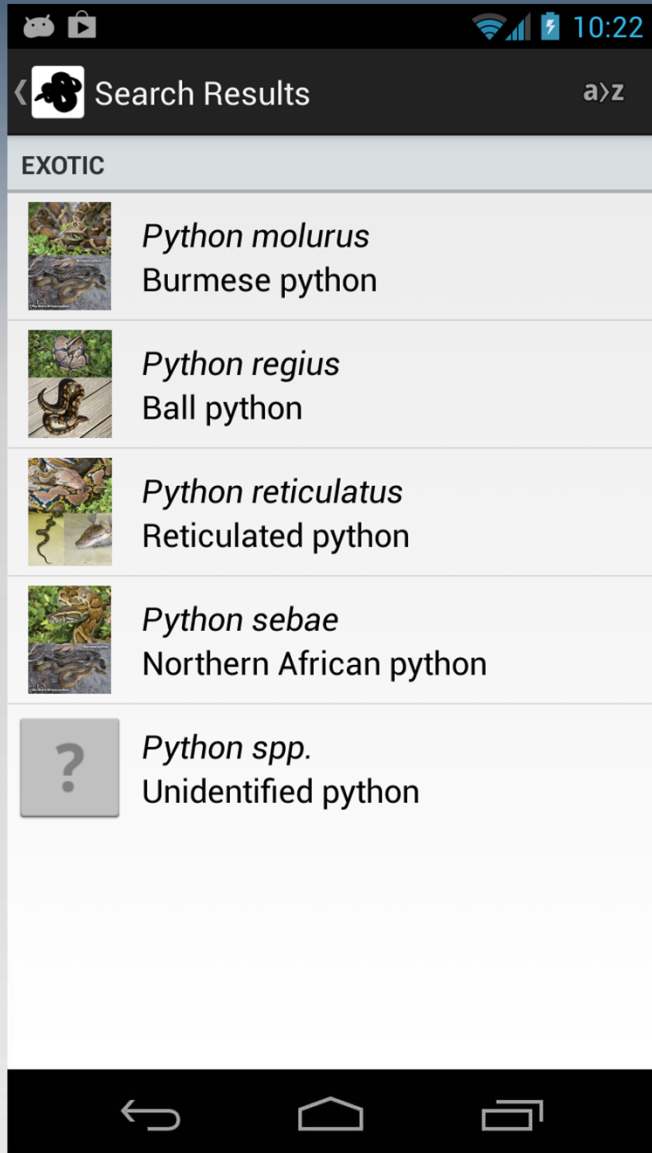 10:22
Search Results
a›z
EXOTIC
Python molurus
Burmese python
Python regius
Ball python
Python reticulatus
Reticulated python
Python sebae
Northern African python
?
Python spp.
Unidentified python